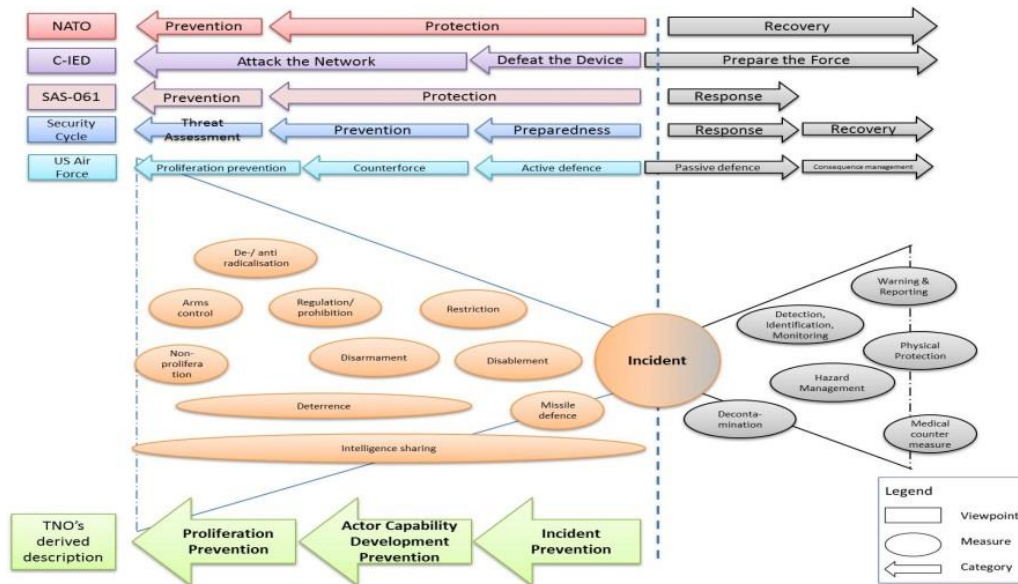 NATO Prevention Protection Recovery
C-IED Attack the Network Defeat the Device Prepare the Force
SAS-061 Prevention Protection Response
Security
Cycle
Threat
Assessment
Prevention Preparedness Response Recovery
US Air
Force
Proliferation prevention Counterforce Active defence Passive defence Consequence management
De-/ anti
radicalisation
Arms
control
Regulation/
prohibition
Restriction
Non-
prolifera
tion
Disarmament
Disablement
Deterrence
Missile
defence
Intelligence sharing
Incident
Warning &
Reporting
Detection,
Identification,
Monitoring
Physical
Protection
Hazard
Management
Deconta-
mination
Medical
counter
measure
TNO's
derived
description
Proliferation
Prevention
Actor Capability
Development
Prevention
Incident
Prevention
Legend
Viewpoint
Measure
Category